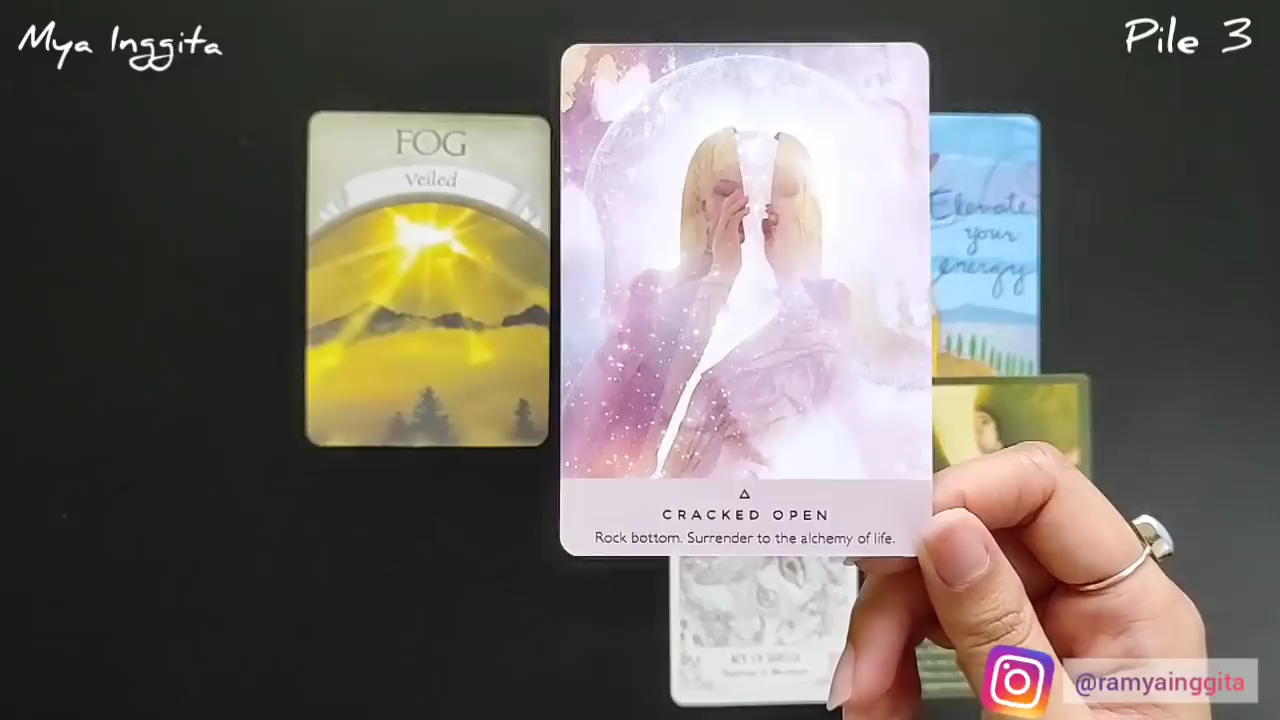 Mya Inggita
Pile 3
FOG
Veiled
Elevate
your
energy
CRACKED OPEN
Rock bottom. Surrender to the alchemy of life.
@ramyainggita